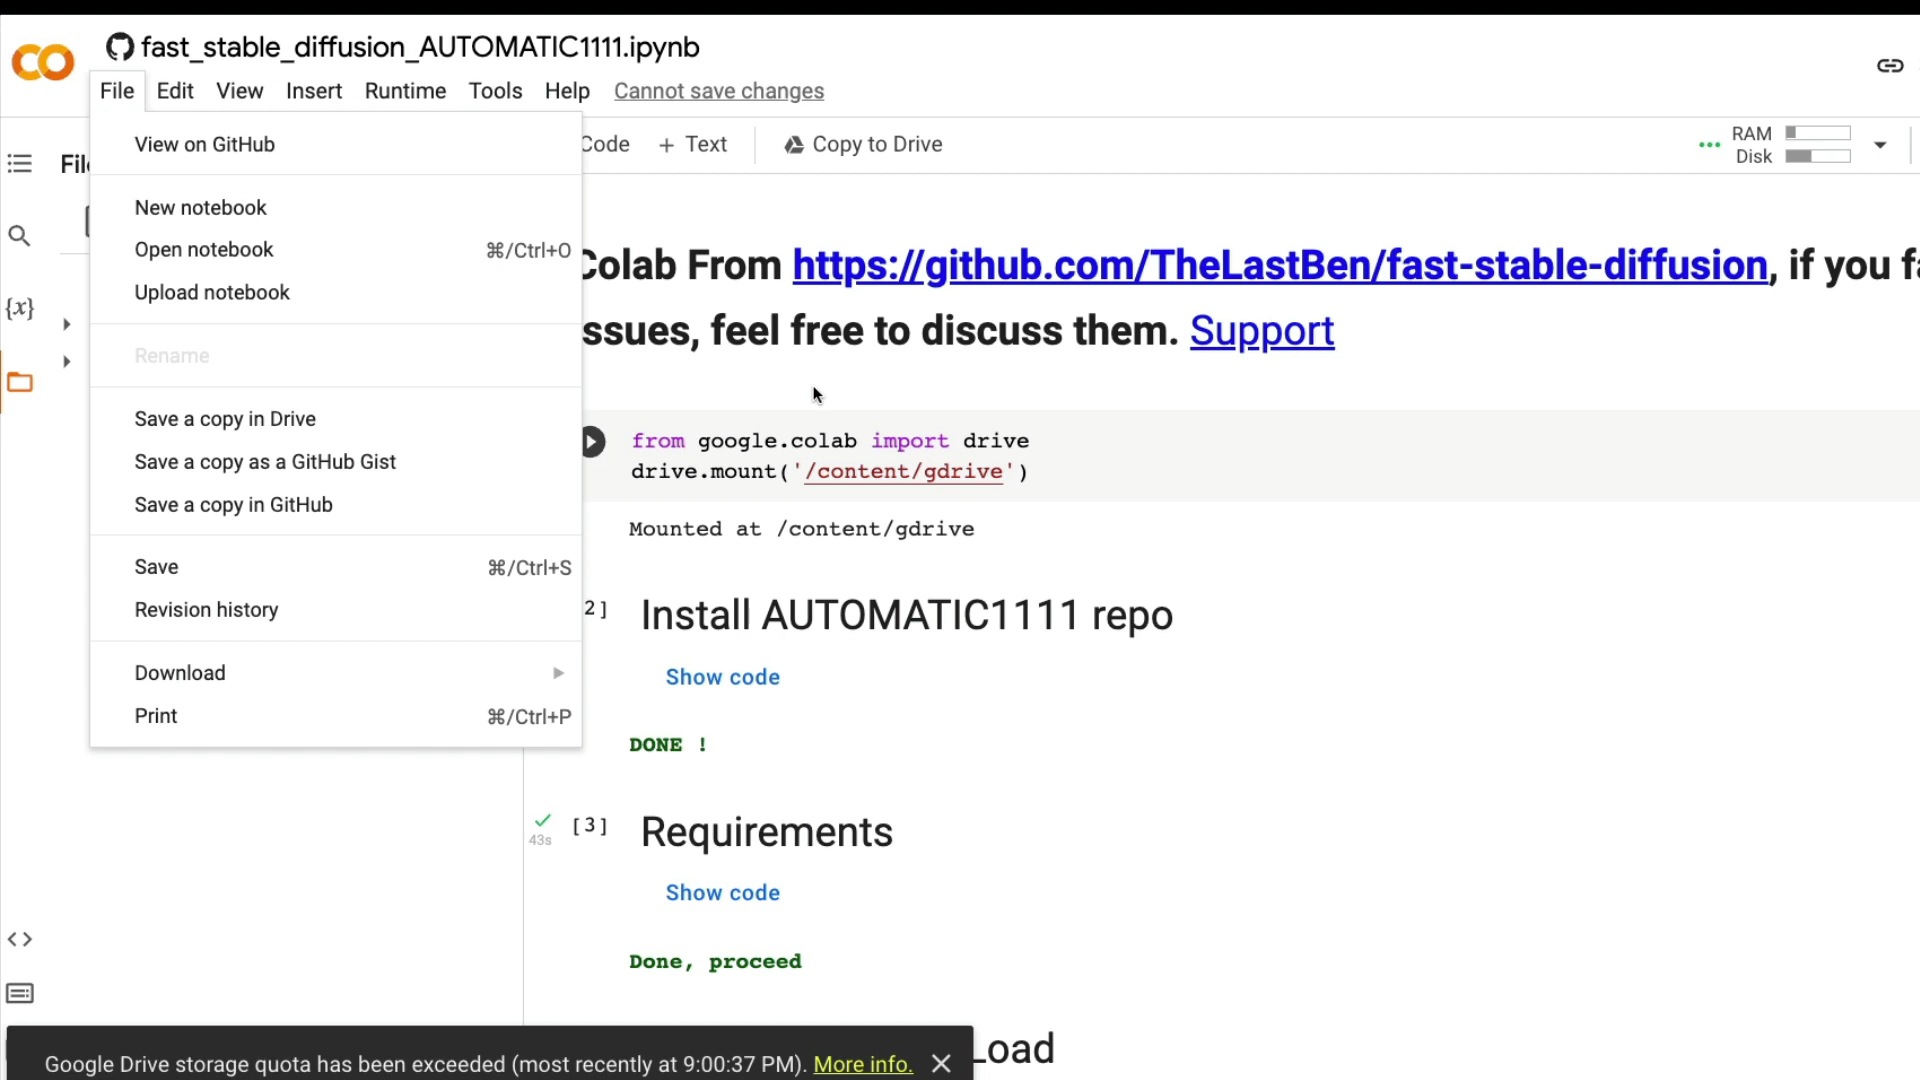 fast_stable_diffusion_AUTOMATIC1111.ipynb
File Edit View Insert Runtime Tools Help Cannot save changes
View on GitHub
New notebook
Open notebook ⌘/Ctrl+O
Upload notebook
Rename
Save a copy in Drive
Save a copy as a GitHub Gist
Save a copy in GitHub
Save ⌘/Ctrl+S
Revision history
Download
Print ⌘/Ctrl+P
Code + Text Copy to Drive
RAM
Disk
{x}
Colab From https://github.com/TheLastBen/fast-stable-diffusion, if you
ssues, feel free to discuss them. Support
from google.colab import drive
drive.mount('/content/gdrive')
Mounted at /content/gdrive
2] Install AUTOMATIC1111 repo
Show code
DONE !
43s [3] Requirements
Show code
Done, proceed
Load
Google Drive storage quota has been exceeded (most recently at 9:00:37 PM). More info.